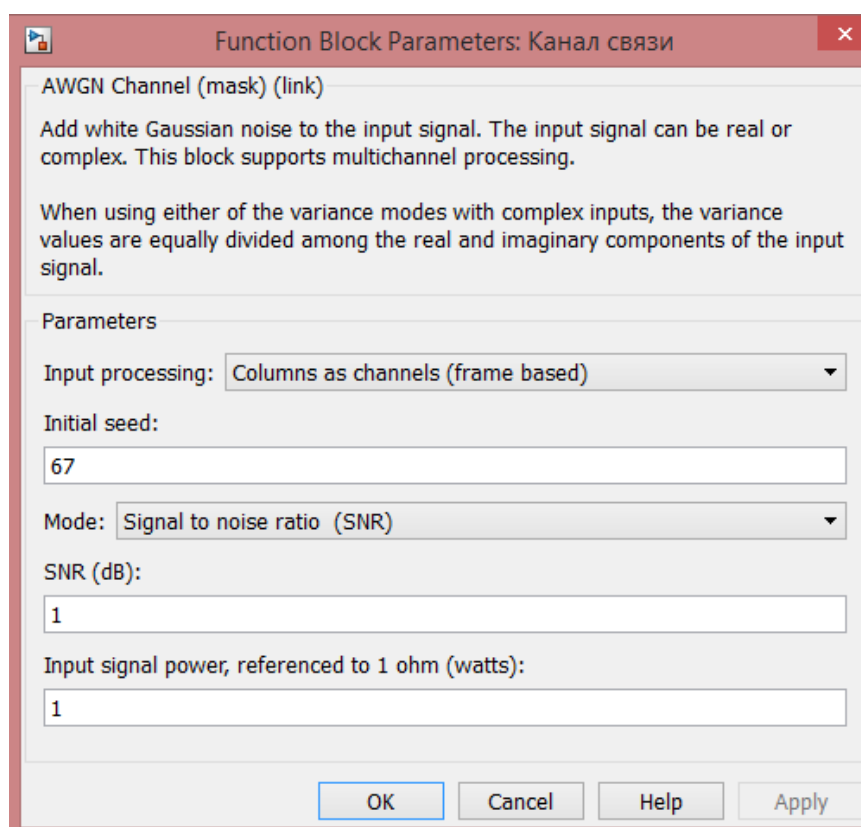 Function Block Parameters: Канал связи
AWGN Channel (mask) (link)
Add white Gaussian noise to the input signal. The input signal can be real or
complex. This block supports multichannel processing.
When using either of the variance modes with complex inputs, the variance
values are equally divided among the real and imaginary components of the input
signal.
Parameters
Input processing: Columns as channels (frame based)
Initial seed:
67
Mode: Signal to noise ratio (SNR)
SNR (dB):
1
Input signal power, referenced to 1 ohm (watts):
1
OK Cancel Help Apply